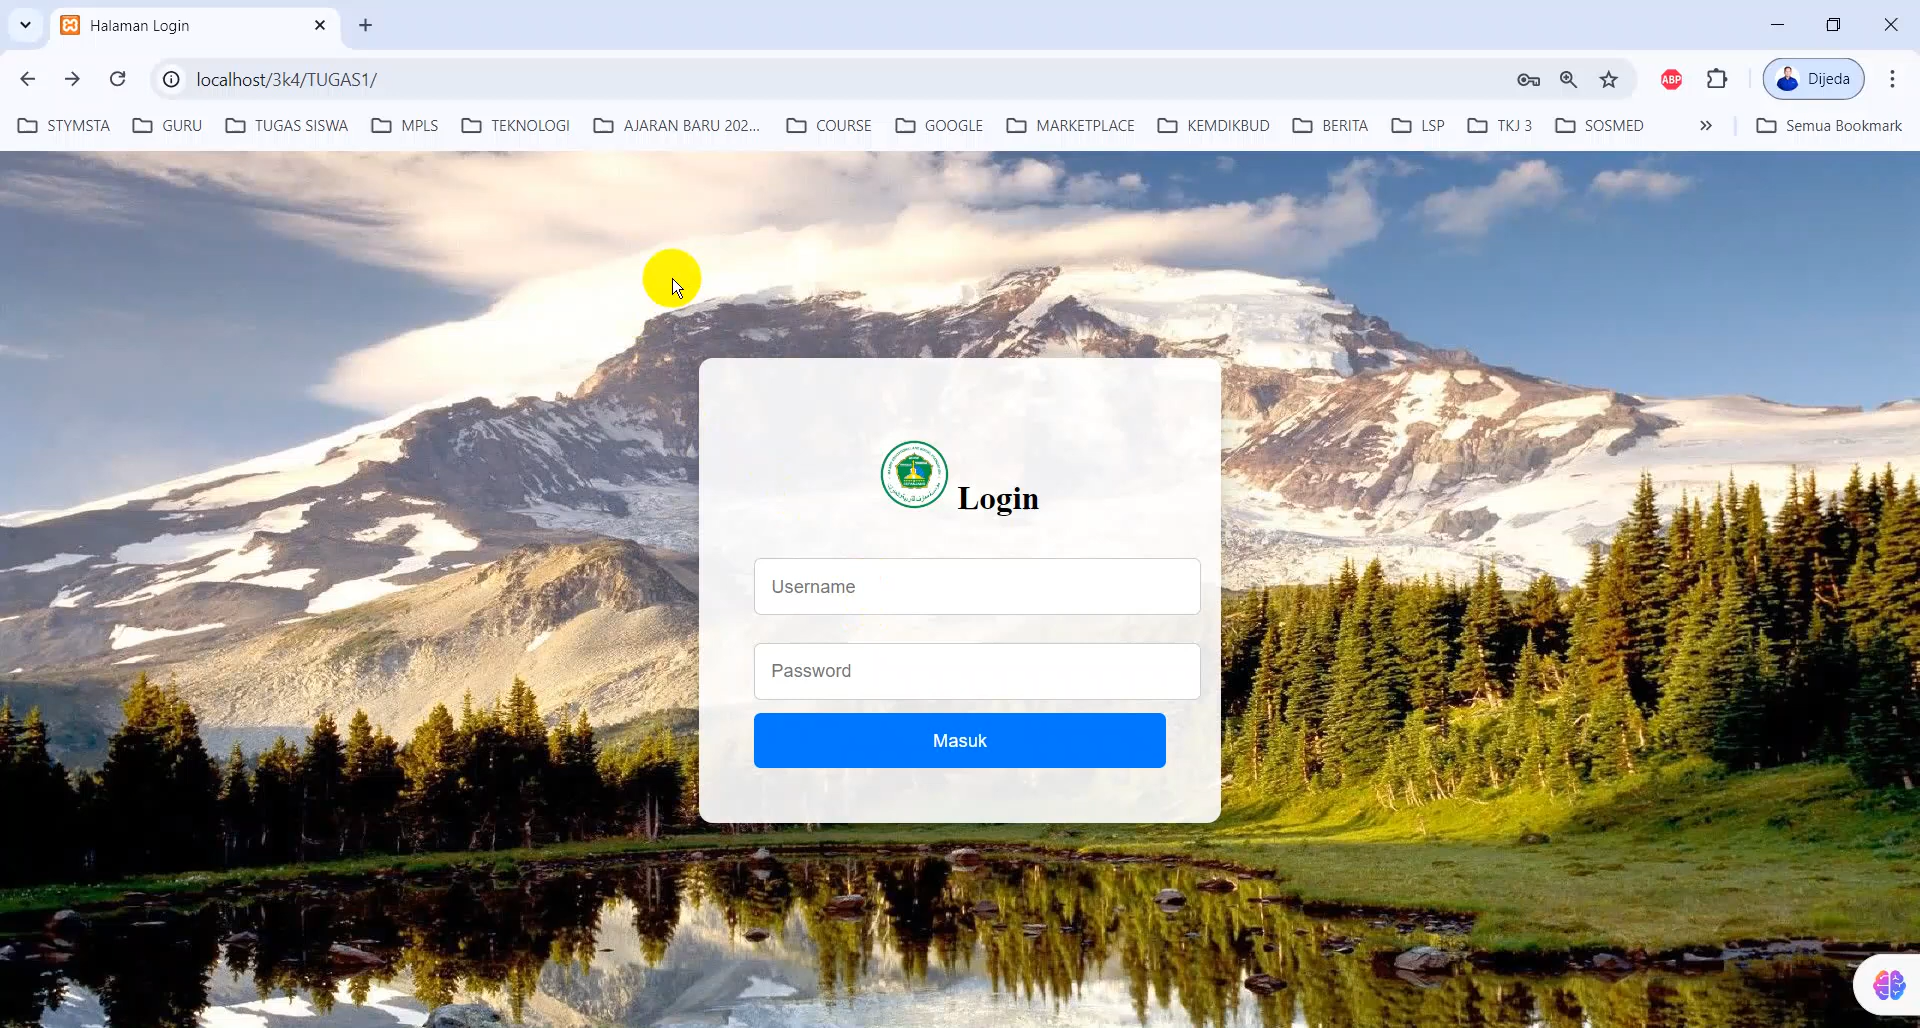 Halaman Login
localhost/3k4/TUGAS1/
ABP
Dijeda
STYMSTA GURU TUGAS SISWA MPLS TEKNOLOGI AJARAN BARU 202... COURSE GOOGLE MARKETPLACE KEMDIKBUD BERITA LSP TKJ 3 SOSMED Semua Bookmark
Login
Username
Password
Masuk